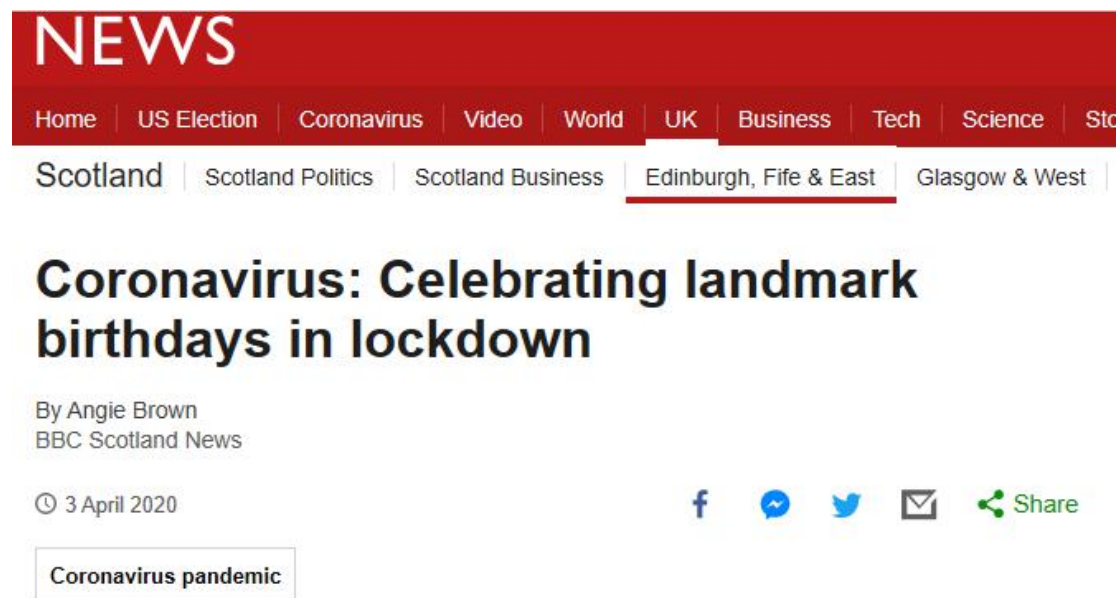 NEWS
Home US Election Coronavirus Video World UK Business Tech Science
Scotland Scotland Politics Scotland Business Edinburgh, Fife & East Glasgow & West
Coronavirus: Celebrating landmark
birthdays in lockdown
By Angie Brown
BBC Scotland News
3 April 2020 Share
Coronavirus pandemic